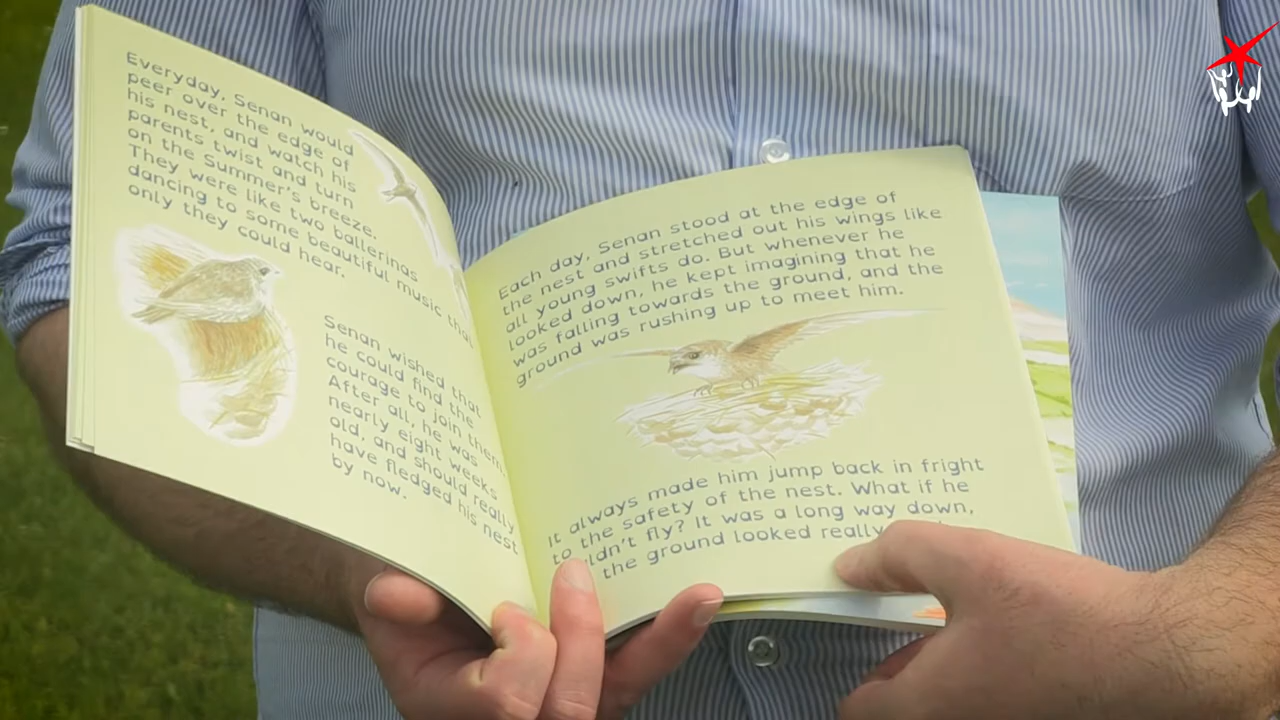 Everyday, Senan would
peer over the edge of
his nest, and watch his
parents twist and turn
on the Summer's breeze.
They were like two ballerinas
dancing to some beautiful music that
only they could hear.
Senan wished that
he could find the
courage to join them.
After all, he was
nearly eight weeks
old, and should really
have fledged his nest
by now.
Each day, Senan stood at the edge of
the nest and stretched out his wings like
all young swifts do. But whenever he
looked down, he kept imagining that he
was falling towards the ground, and the
ground was rushing up to meet him.
It always made him jump back in fright
to the safety of the nest. What if he
ldn't fly? It was a long way down,
the ground looked really